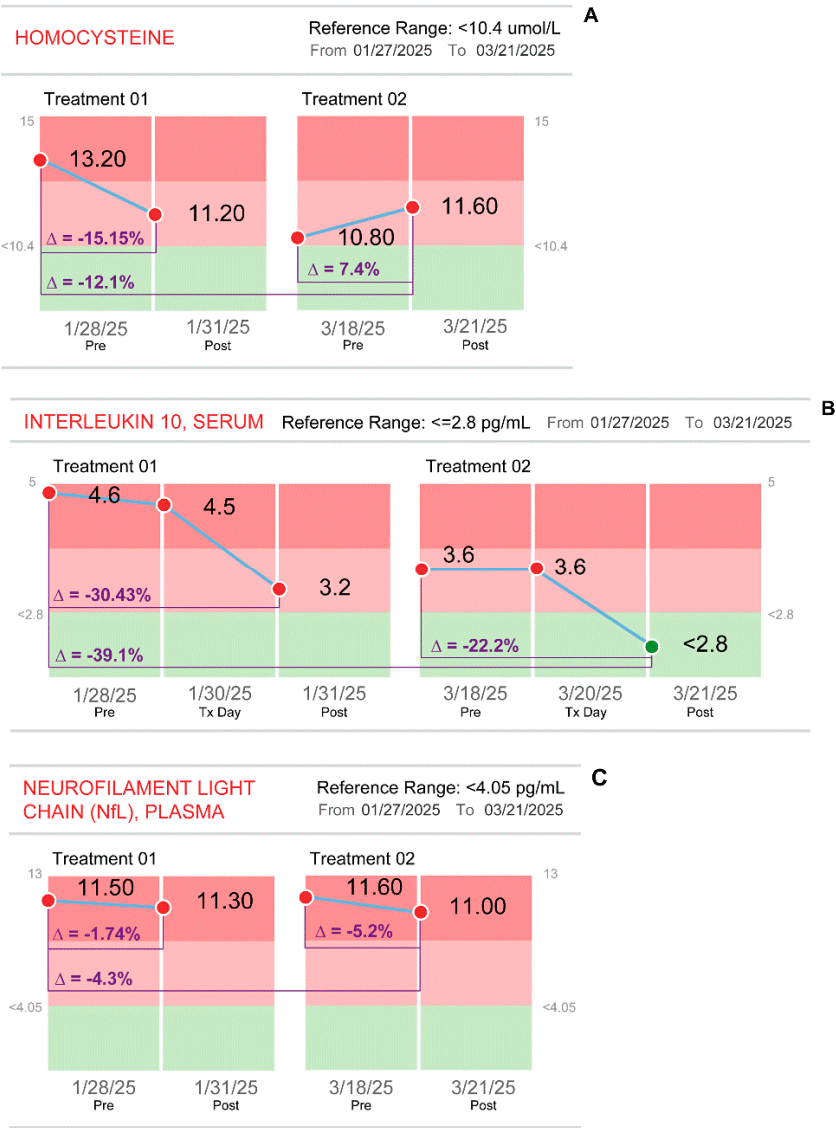 A
HOMOCYSTEINE
Reference Range: <10.4 umol/L
From 01/27/2025 To 03/21/2025
Treatment 01
Treatment 02
15
15
13.20
11.20
10.80
11.60
<10.4
<10.4
Δ = -15.15%
Δ = 7.4%
Δ = -12.1%
1/28/25
1/31/25
3/18/25
3/21/25
Pre
Post
Pre
Post
B
INTERLEUKIN 10, SERUM
Reference Range: <=2.8 pg/mL
From 01/27/2025 To 03/21/2025
Treatment 01
Treatment 02
5
5
4.6
4.5
3.2
3.6
3.6
<2.8
Δ = -30.43%
<2.8
<2.8
Δ = -39.1%
Δ = -22.2%
1/28/25
1/30/25
1/31/25
3/18/25
3/20/25
3/21/25
Pre
Tx Day
Post
Pre
Tx Day
Post
C
NEUROFILAMENT LIGHT
CHAIN (NfL), PLASMA
Reference Range: <4.05 pg/mL
From 01/27/2025 To 03/21/2025
Treatment 01
Treatment 02
13
13
11.50
11.30
11.60
11.00
Δ = -1.74%
Δ = -5.2%
Δ = -4.3%
<4.05
<4.05
1/28/25
1/31/25
3/18/25
3/21/25
Pre
Post
Pre
Post